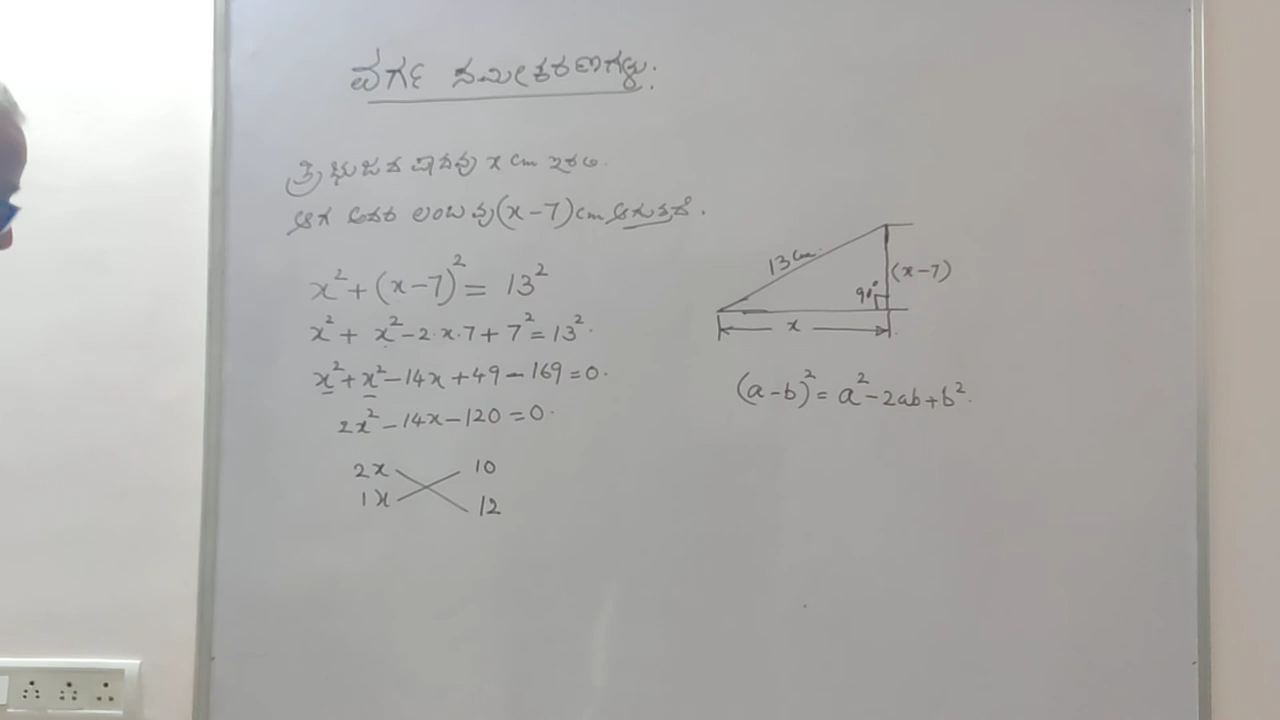 ವರ್ಗ ಸಮೀಕರಣಗಳು.
ತ್ರಿಭುಜದ ಪಾದವು x cm ಇರಲಿ.
ಆಗ ಅದರ ಲಂಬವು (x-7) cm ಆಗುತ್ತದೆ.
x² + (x-7)² = 13²
x² + x² - 2·x·7 + 7² = 13².
x² + x² - 14x + 49 - 169 = 0.
2x² - 14x - 120 = 0.
2x 10
1x 12
13 cm.
(x-7)
90°
x
(a-b)² = a² - 2ab + b².